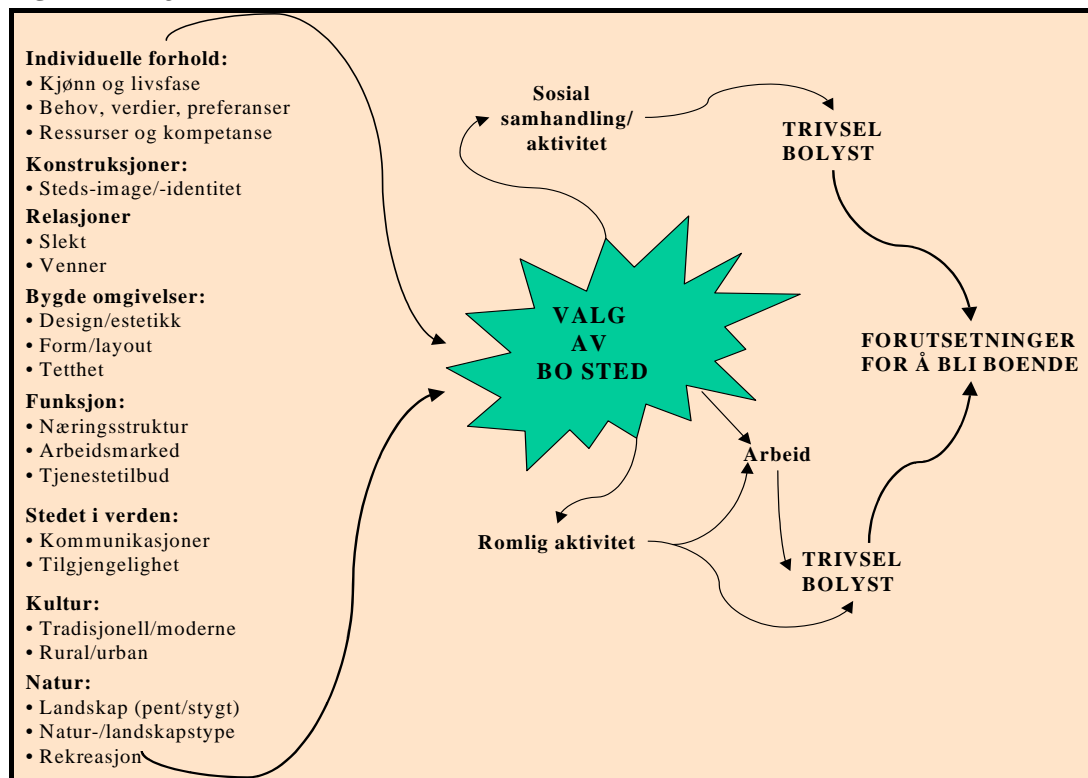 Individuelle forhold:
• Kjønn og livsfase
• Behov, verdier, preferanser
• Ressurser og kompetanse
Konstruksjoner:
• Steds-image/-identitet
Relasjoner
• Slekt
• Venner
Bygde omgivelser:
• Design/estetikk
• Form/layout
• Tetthet
Funksjon:
• Næringsstruktur
• Arbeidsmarked
• Tjenestetilbud
Stedet i verden:
• Kommunikasjoner
• Tilgjengelighet
Kultur:
• Tradisjonell/moderne
• Rural/urban
Natur:
• Landskap (pent/stygt)
• Natur-/landskapstype
• Rekreasjon
Sosial
samhandling/
aktivitet
TRIVSEL
BOLYST
VALG
AV
BO STED
FORUTSETNINGER
FOR Å BLI BOENDE
Arbeid
Romlig aktivitet
TRIVSEL
BOLYST